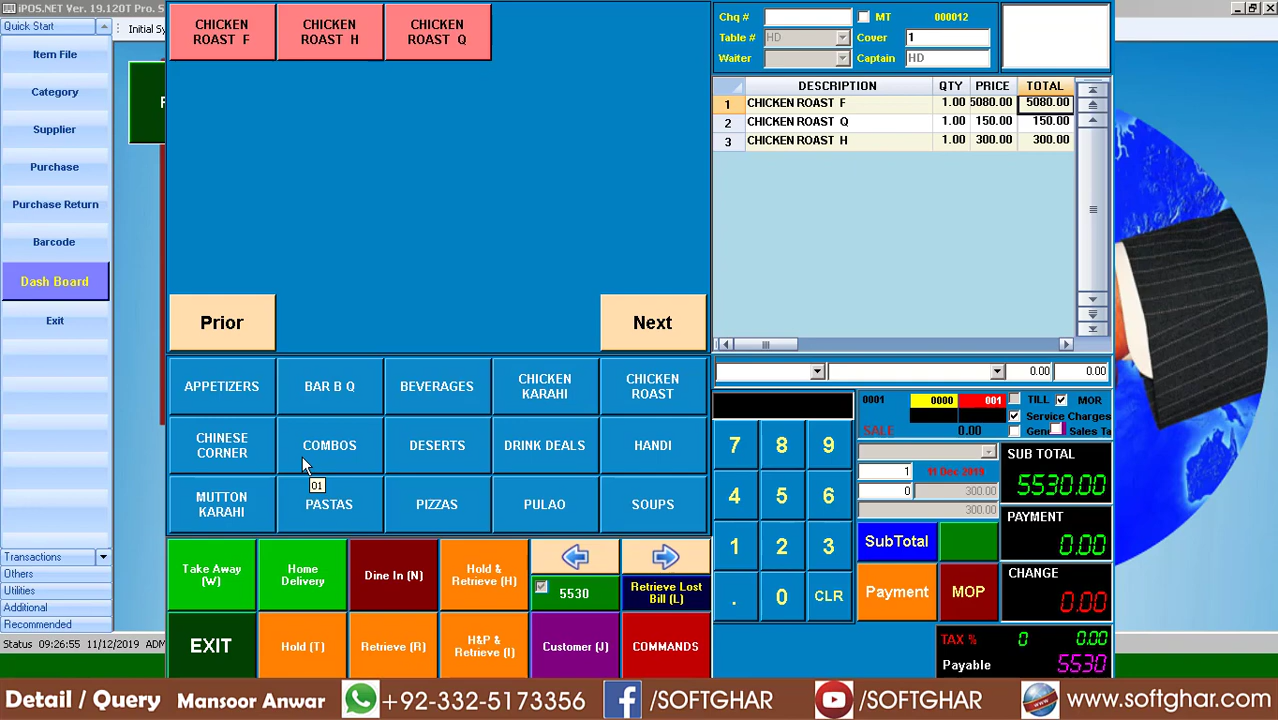 iPOS.NET Ver. 19.120T Pro. S
Quick Start
Initial Sy
Item File
Category
Supplier
Purchase
Purchase Return
Barcode
Dash Board
Exit
Transactions
Others
Utilities
Additional
Recommended
Status : 09:26:55 11/12/2019 ADM
CHICKEN ROAST F
CHICKEN ROAST H
CHICKEN ROAST Q
Prior
Next
APPETIZERS
BAR B Q
BEVERAGES
CHICKEN KARAHI
CHICKEN ROAST
CHINESE CORNER
COMBOS
DESERTS
DRINK DEALS
HANDI
01
MUTTON KARAHI
PASTAS
PIZZAS
PULAO
SOUPS
Take Away (W)
Home Delivery
Dine In (N)
Hold & Retrieve (H)
5530
Retrieve Lost Bill (L)
EXIT
Hold (T)
Retrieve (R)
H&P & Retrieve (I)
Customer (J)
COMMANDS
Chq #
MT
000012
Table # HD
Cover 1
Waiter
Captain HD
DESCRIPTION QTY PRICE TOTAL
1 CHICKEN ROAST F 1.00 5080.00 5080.00
2 CHICKEN ROAST Q 1.00 150.00 150.00
3 CHICKEN ROAST H 1.00 300.00 300.00
0.00 0.00
0001 0000 001
TILL MOR
Service Charges
SALE 0.00
Sales Ta
7 8 9
4 5 6
1 2 3
. 0 CLR
1 11 Dec 2019
0 300.00
300.00
SubTotal
Payment
MOP
SUB TOTAL
5530.00
PAYMENT
0.00
CHANGE
0.00
TAX % 0 0.00
Payable 5530
Detail / Query Mansoor Anwar +92-332-5173356 /SOFTGHAR /SOFTGHAR www.softghar.com